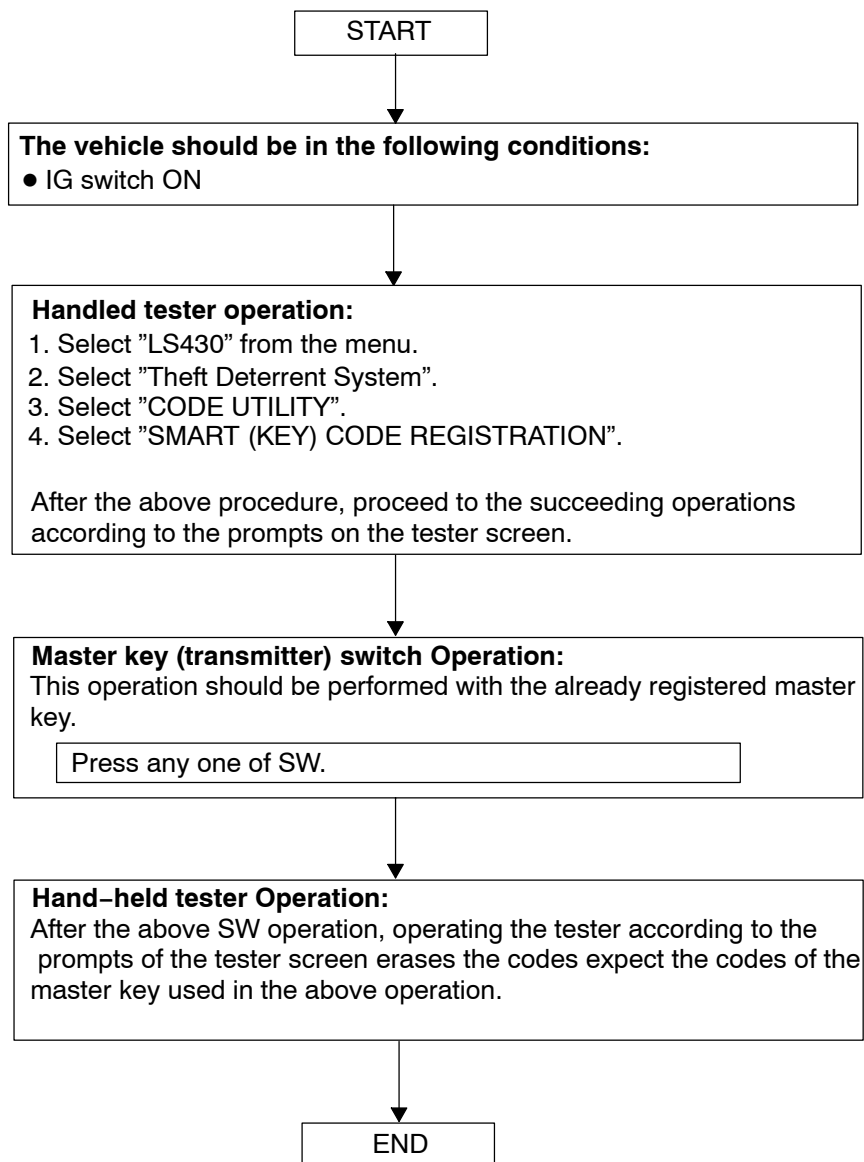 START
The vehicle should be in the following conditions:
● IG switch ON
Handled tester operation:
1. Select ”LS430” from the menu.
2. Select ”Theft Deterrent System”.
3. Select ”CODE UTILITY”.
4. Select ”SMART (KEY) CODE REGISTRATION”.
After the above procedure, proceed to the succeeding operations
according to the prompts on the tester screen.
Master key (transmitter) switch Operation:
This operation should be performed with the already registered master
key.
Press any one of SW.
Hand−held tester Operation:
After the above SW operation, operating the tester according to the
prompts of the tester screen erases the codes expect the codes of the
master key used in the above operation.
END